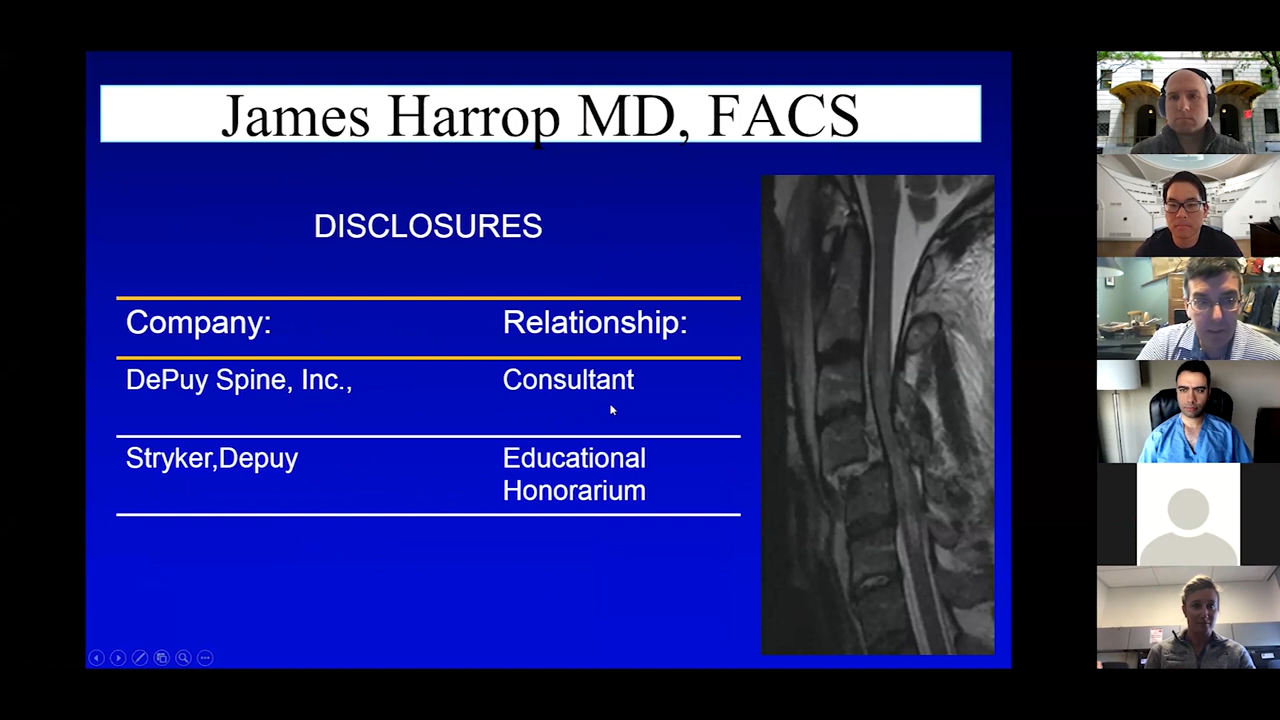 James Harrop MD, FACS
DISCLOSURES
Company: Relationship:
DePuy Spine, Inc., Consultant
Stryker,Depuy Educational
Honorarium